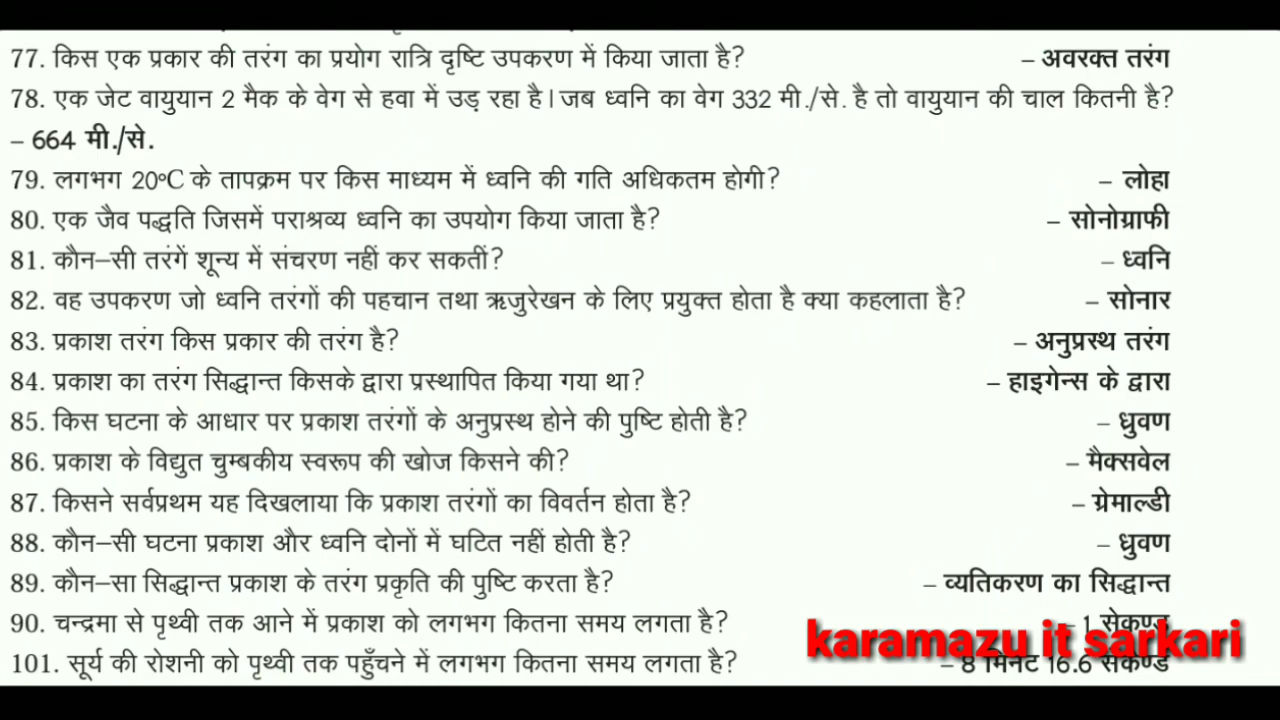 77. किस एक प्रकार की तरंग का प्रयोग रात्रि दृष्टि उपकरण में किया जाता है? – अवरक्त तरंग
78. एक जेट वायुयान 2 मैक के वेग से हवा में उड़ रहा है। जब ध्वनि का वेग 332 मी./से. है तो वायुयान की चाल कितनी है?
– 664 मी./से.
79. लगभग 20°C के तापक्रम पर किस माध्यम में ध्वनि की गति अधिकतम होगी? – लोहा
80. एक जैव पद्धति जिसमें पराश्रव्य ध्वनि का उपयोग किया जाता है? – सोनोग्राफी
81. कौन–सी तरंगें शून्य में संचरण नहीं कर सकतीं? – ध्वनि
82. वह उपकरण जो ध्वनि तरंगों की पहचान तथा ऋजुरेखन के लिए प्रयुक्त होता है क्या कहलाता है? – सोनार
83. प्रकाश तरंग किस प्रकार की तरंग है? – अनुप्रस्थ तरंग
84. प्रकाश का तरंग सिद्धान्त किसके द्वारा प्रस्थापित किया गया था? – हाइगेन्स के द्वारा
85. किस घटना के आधार पर प्रकाश तरंगों के अनुप्रस्थ होने की पुष्टि होती है? – ध्रुवण
86. प्रकाश के विद्युत चुम्बकीय स्वरूप की खोज किसने की? – मैक्सवेल
87. किसने सर्वप्रथम यह दिखलाया कि प्रकाश तरंगों का विवर्तन होता है? – ग्रेमाल्डी
88. कौन–सी घटना प्रकाश और ध्वनि दोनों में घटित नहीं होती है? – ध्रुवण
89. कौन–सा सिद्धान्त प्रकाश के तरंग प्रकृति की पुष्टि करता है? – व्यतिकरण का सिद्धान्त
90. चन्द्रमा से पृथ्वी तक आने में प्रकाश को लगभग कितना समय लगता है? – 1 सेकण्ड
karamazu it sarkari
101. सूर्य की रोशनी को पृथ्वी तक पहुँचने में लगभग कितना समय लगता है? – 8 मिनट 16.6 सेकण्ड